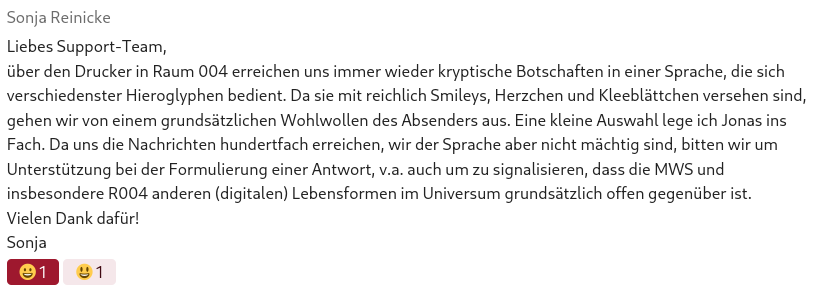 Sonja Reinicke
Liebes Support-Team,
über den Drucker in Raum 004 erreichen uns immer wieder kryptische Botschaften in einer Sprache, die sich
verschiedenster Hieroglyphen bedient. Da sie mit reichlich Smileys, Herzchen und Kleeblättchen versehen sind,
gehen wir von einem grundsätzlichen Wohlwollen des Absenders aus. Eine kleine Auswahl lege ich Jonas ins
Fach. Da uns die Nachrichten hundertfach erreichen, wir der Sprache aber nicht mächtig sind, bitten wir um
Unterstützung bei der Formulierung einer Antwort, v.a. auch um zu signalisieren, dass die MWS und
insbesondere R004 anderen (digitalen) Lebensformen im Universum grundsätzlich offen gegenüber ist.
Vielen Dank dafür!
Sonja
😀 1 😃 1